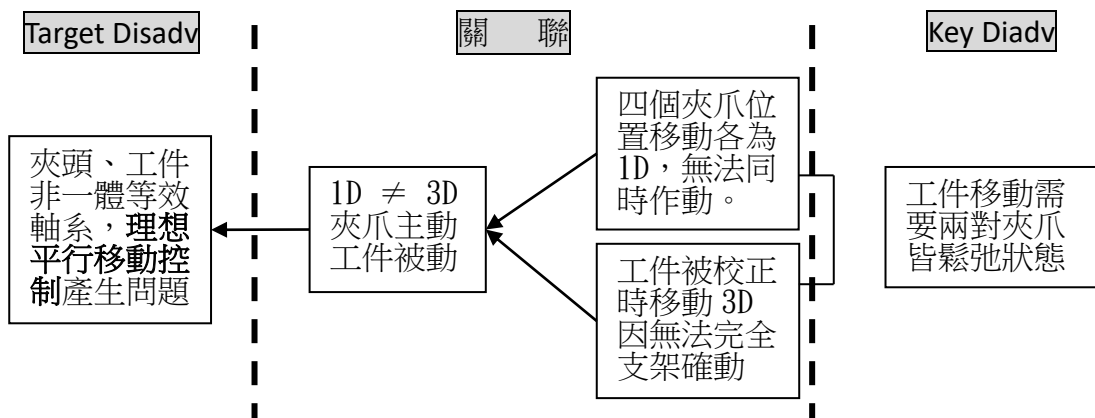 Target Disadv
關 聯
Key Diadv
夾頭、工件
非一體等效
軸系，理想
平行移動控
制產生問題
1D ≠ 3D
夾爪主動
工件被動
四個夾爪位
置移動各為
1D，無法同
時作動。
工件被校正
時移動 3D
因無法完全
支架確動
工件移動需
要兩對夾爪
皆鬆弛狀態